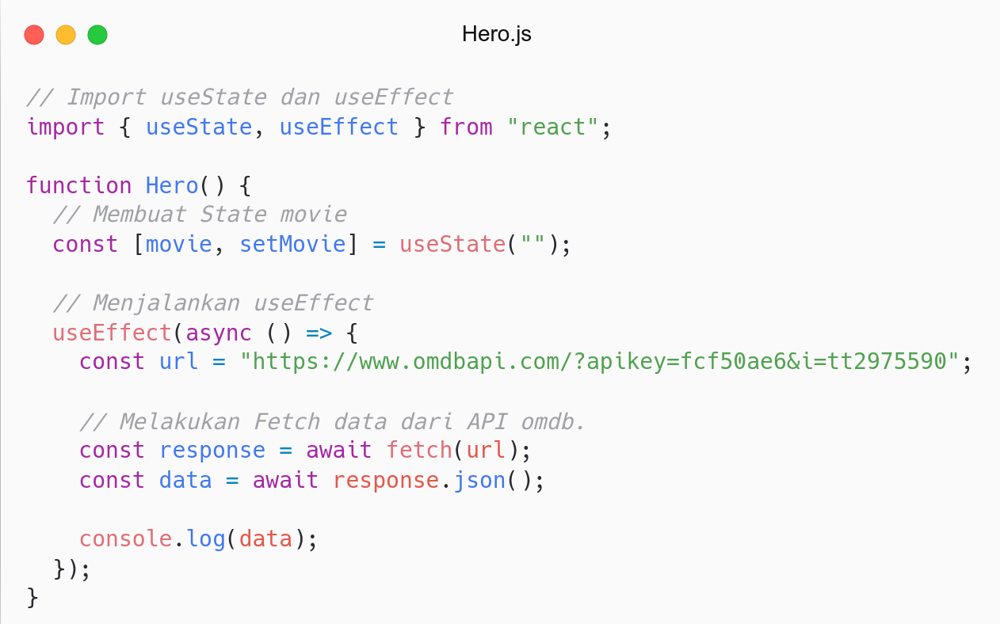 Hero.js
// Import useState dan useEffect
import { useState, useEffect } from "react";
function Hero() {
// Membuat State movie
const [movie, setMovie] = useState("");
// Menjalankan useEffect
useEffect(async () => {
const url = "https://www.omdbapi.com/?apikey=fcf50ae6&i=tt2975590";
// Melakukan Fetch data dari API omdb.
const response = await fetch(url);
const data = await response.json();
console.log(data);
});
}